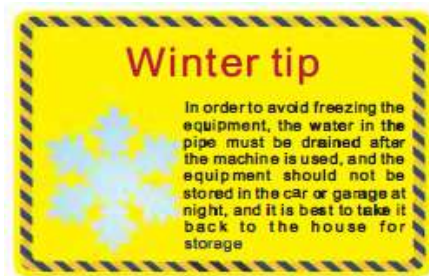 Winter tip
In order to avoid freezing the
equipment, the water in the
pipe must be drained after
the machine is used, and the
equipment should not be
stored in the car or garage at
night, and it is best to take it
back to the house for
storage